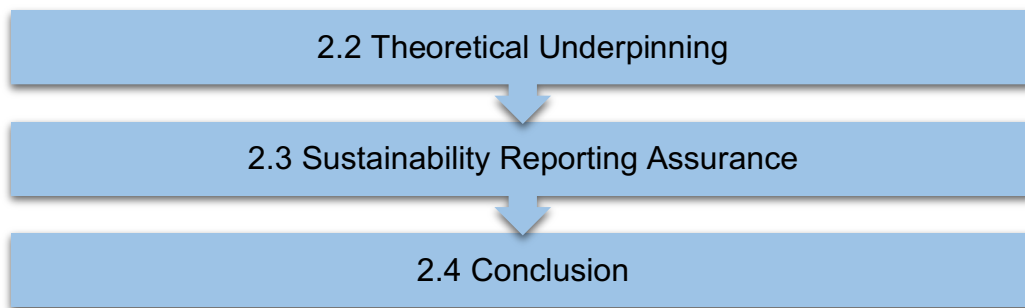 2.2 Theoretical Underpinning
2.3 Sustainability Reporting Assurance
2.4 Conclusion